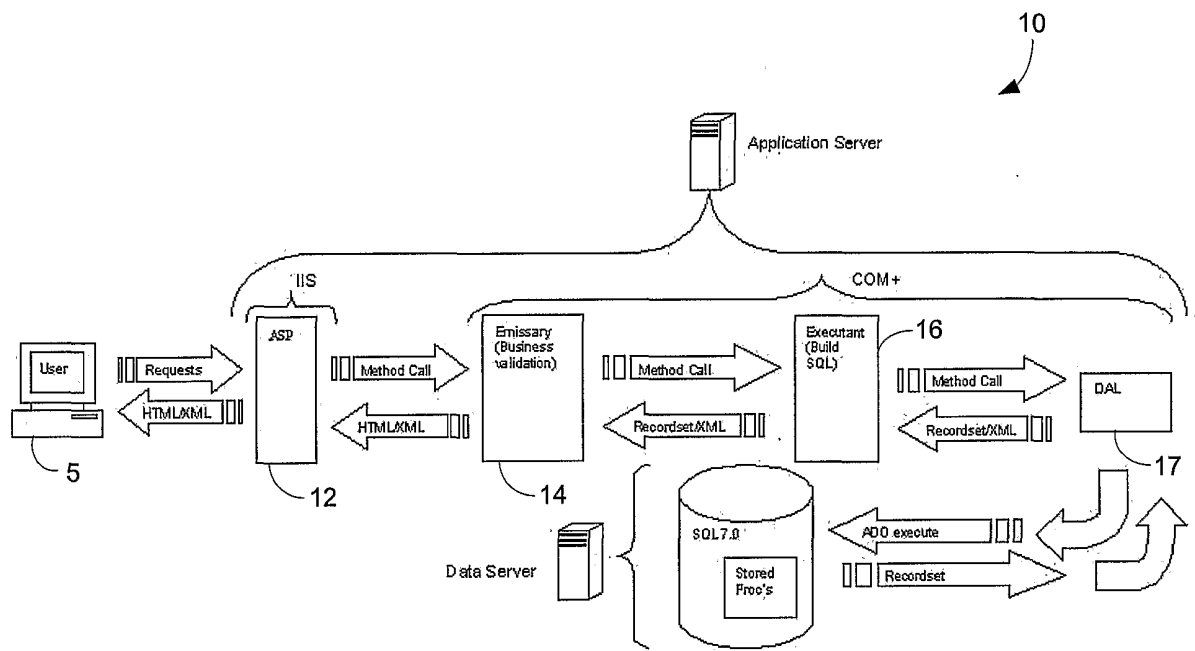 10
Application Server
IIS
COM+
ASP
Emissary
(Business
validation)
Executant
(Build
SQL)
16
User
Requests
Method Call
Method Call
Method Call
DAL
HTML/XML
HTML/XML
Recordset/XML
Recordset/XML
5
12
14
17
SQL7.0
ADO execute
Data Server
Stored
Proc's
Recordset